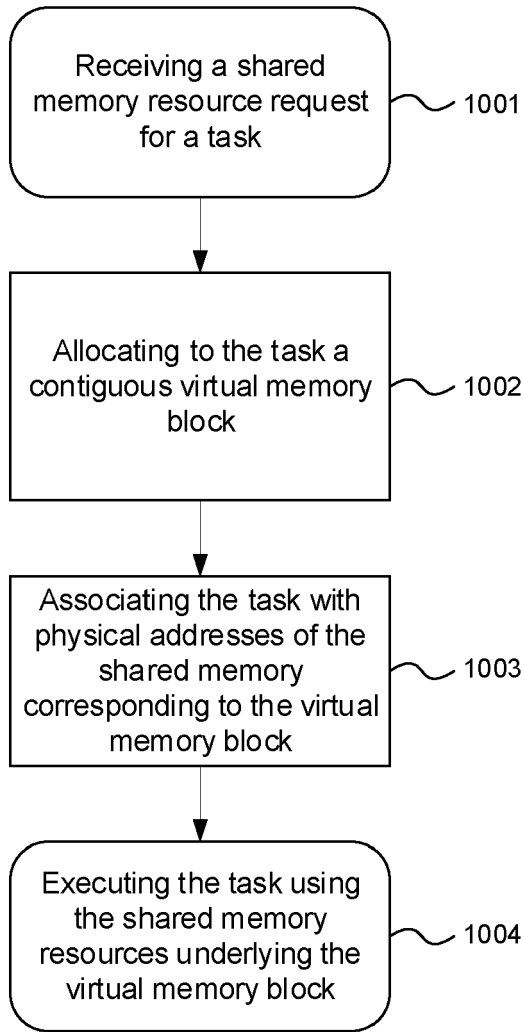 Receiving a shared
memory resource request
for a task
1001
Allocating to the task a
contiguous virtual memory
block
1002
Associating the task with
physical addresses of the
shared memory
corresponding to the virtual
memory block
1003
Executing the task using
the shared memory
resources underlying the
virtual memory block
1004